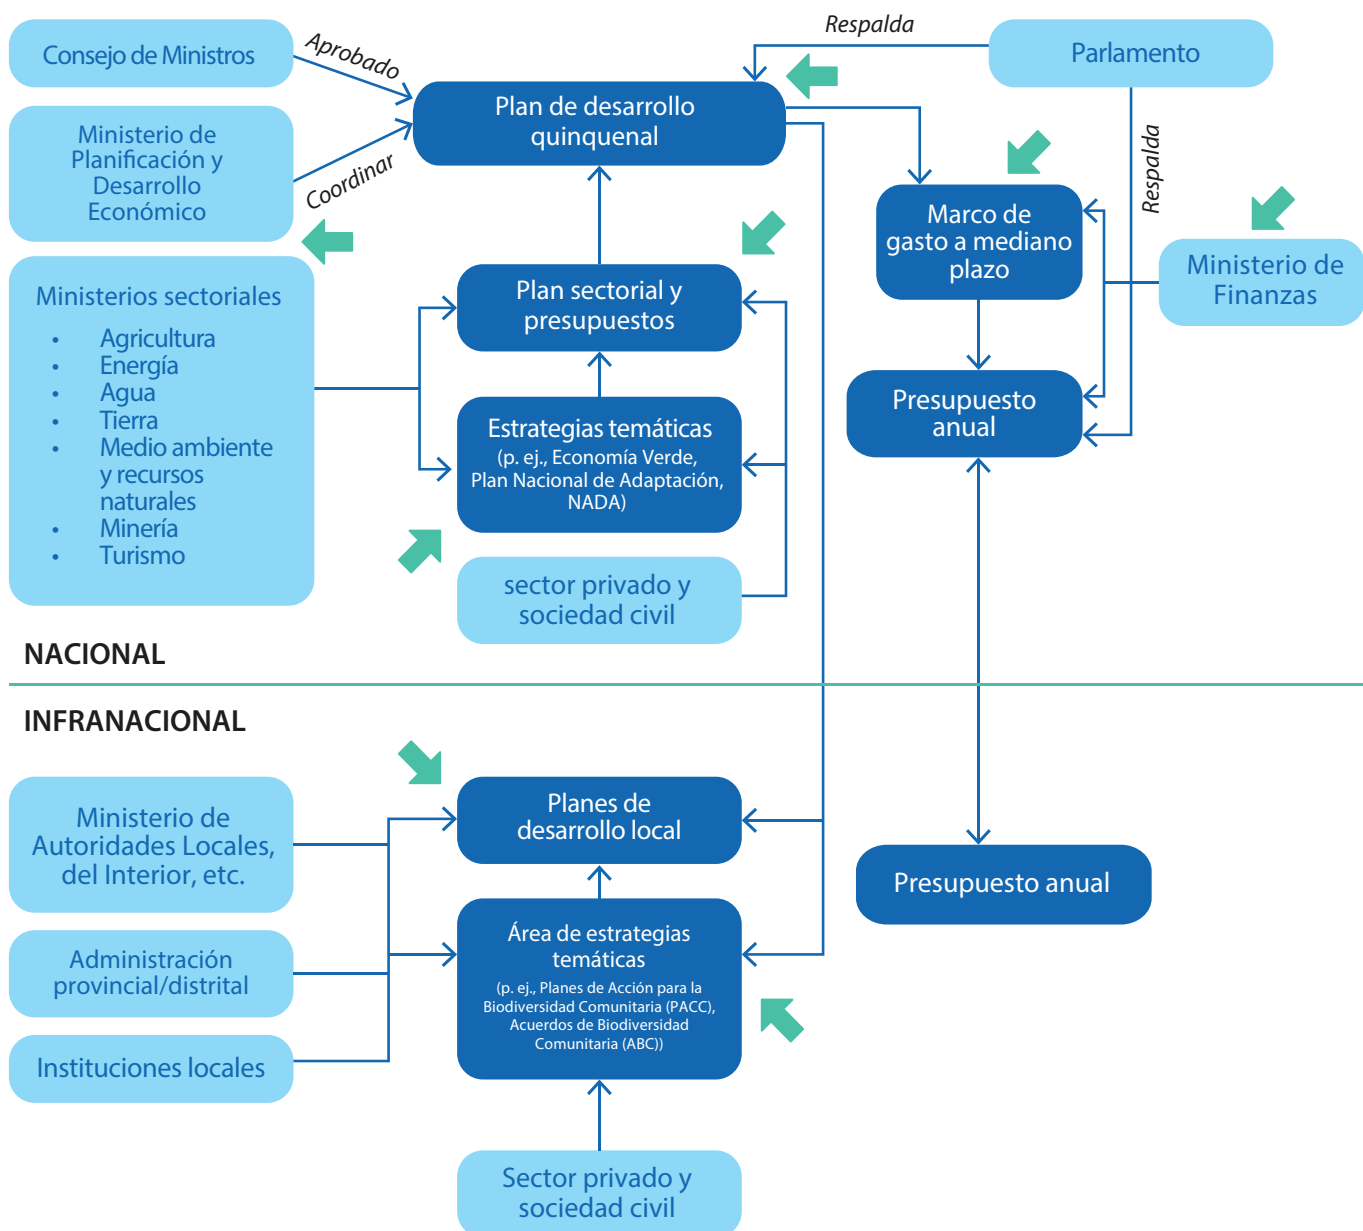 Consejo de Ministros
Aprobado
Respalda
Parlamento
Plan de desarrollo
quinquenal
Ministerio de
Planificación y
Desarrollo
Económico
Coordinar
Respalda
Marco de
gasto a mediano
plazo
Ministerio de
Finanzas
Ministerios sectoriales
• Agricultura
• Energía
• Agua
• Tierra
• Medio ambiente
y recursos
naturales
• Minería
• Turismo
Plan sectorial y
presupuestos
Estrategias temáticas
(p. ej., Economía Verde,
Plan Nacional de Adaptación,
NADA)
Presupuesto
anual
sector privado y
sociedad civil
NACIONAL
INFRANACIONAL
Ministerio de
Autoridades Locales,
del Interior, etc.
Planes de
desarrollo local
Presupuesto anual
Administración
provincial/distrital
Área de estrategias
temáticas
(p. ej., Planes de Acción para la
Biodiversidad Comunitaria (PACC),
Acuerdos de Biodiversidad
Comunitaria (ABC))
Instituciones locales
Sector privado y
sociedad civil